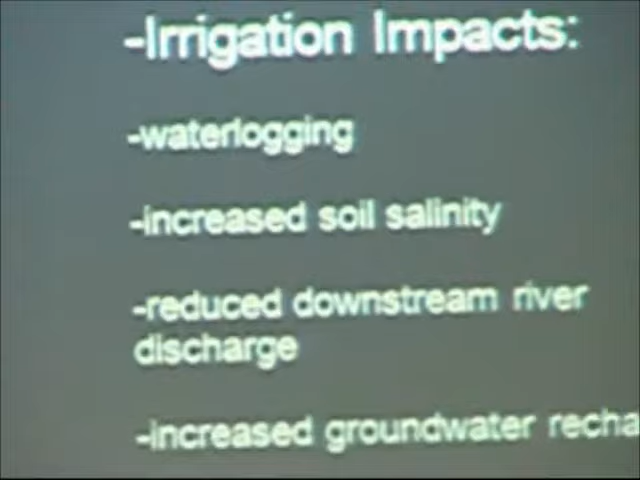 -Irrigation Impacts:
-waterlogging
-increased soil salinity
-reduced downstream river
discharge
-increased groundwater recha